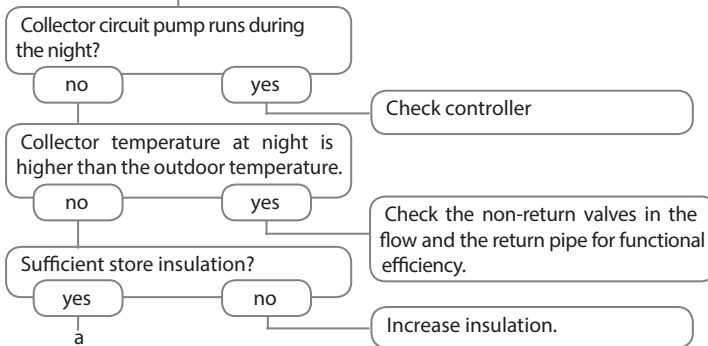 Collector circuit pump runs during
the night?
no
yes
Check controller
Collector temperature at night is
higher than the outdoor temperature.
no
yes
Check the non-return valves in the
flow and the return pipe for functional
efficiency.
Sufficient store insulation?
yes
no
Increase insulation.
a